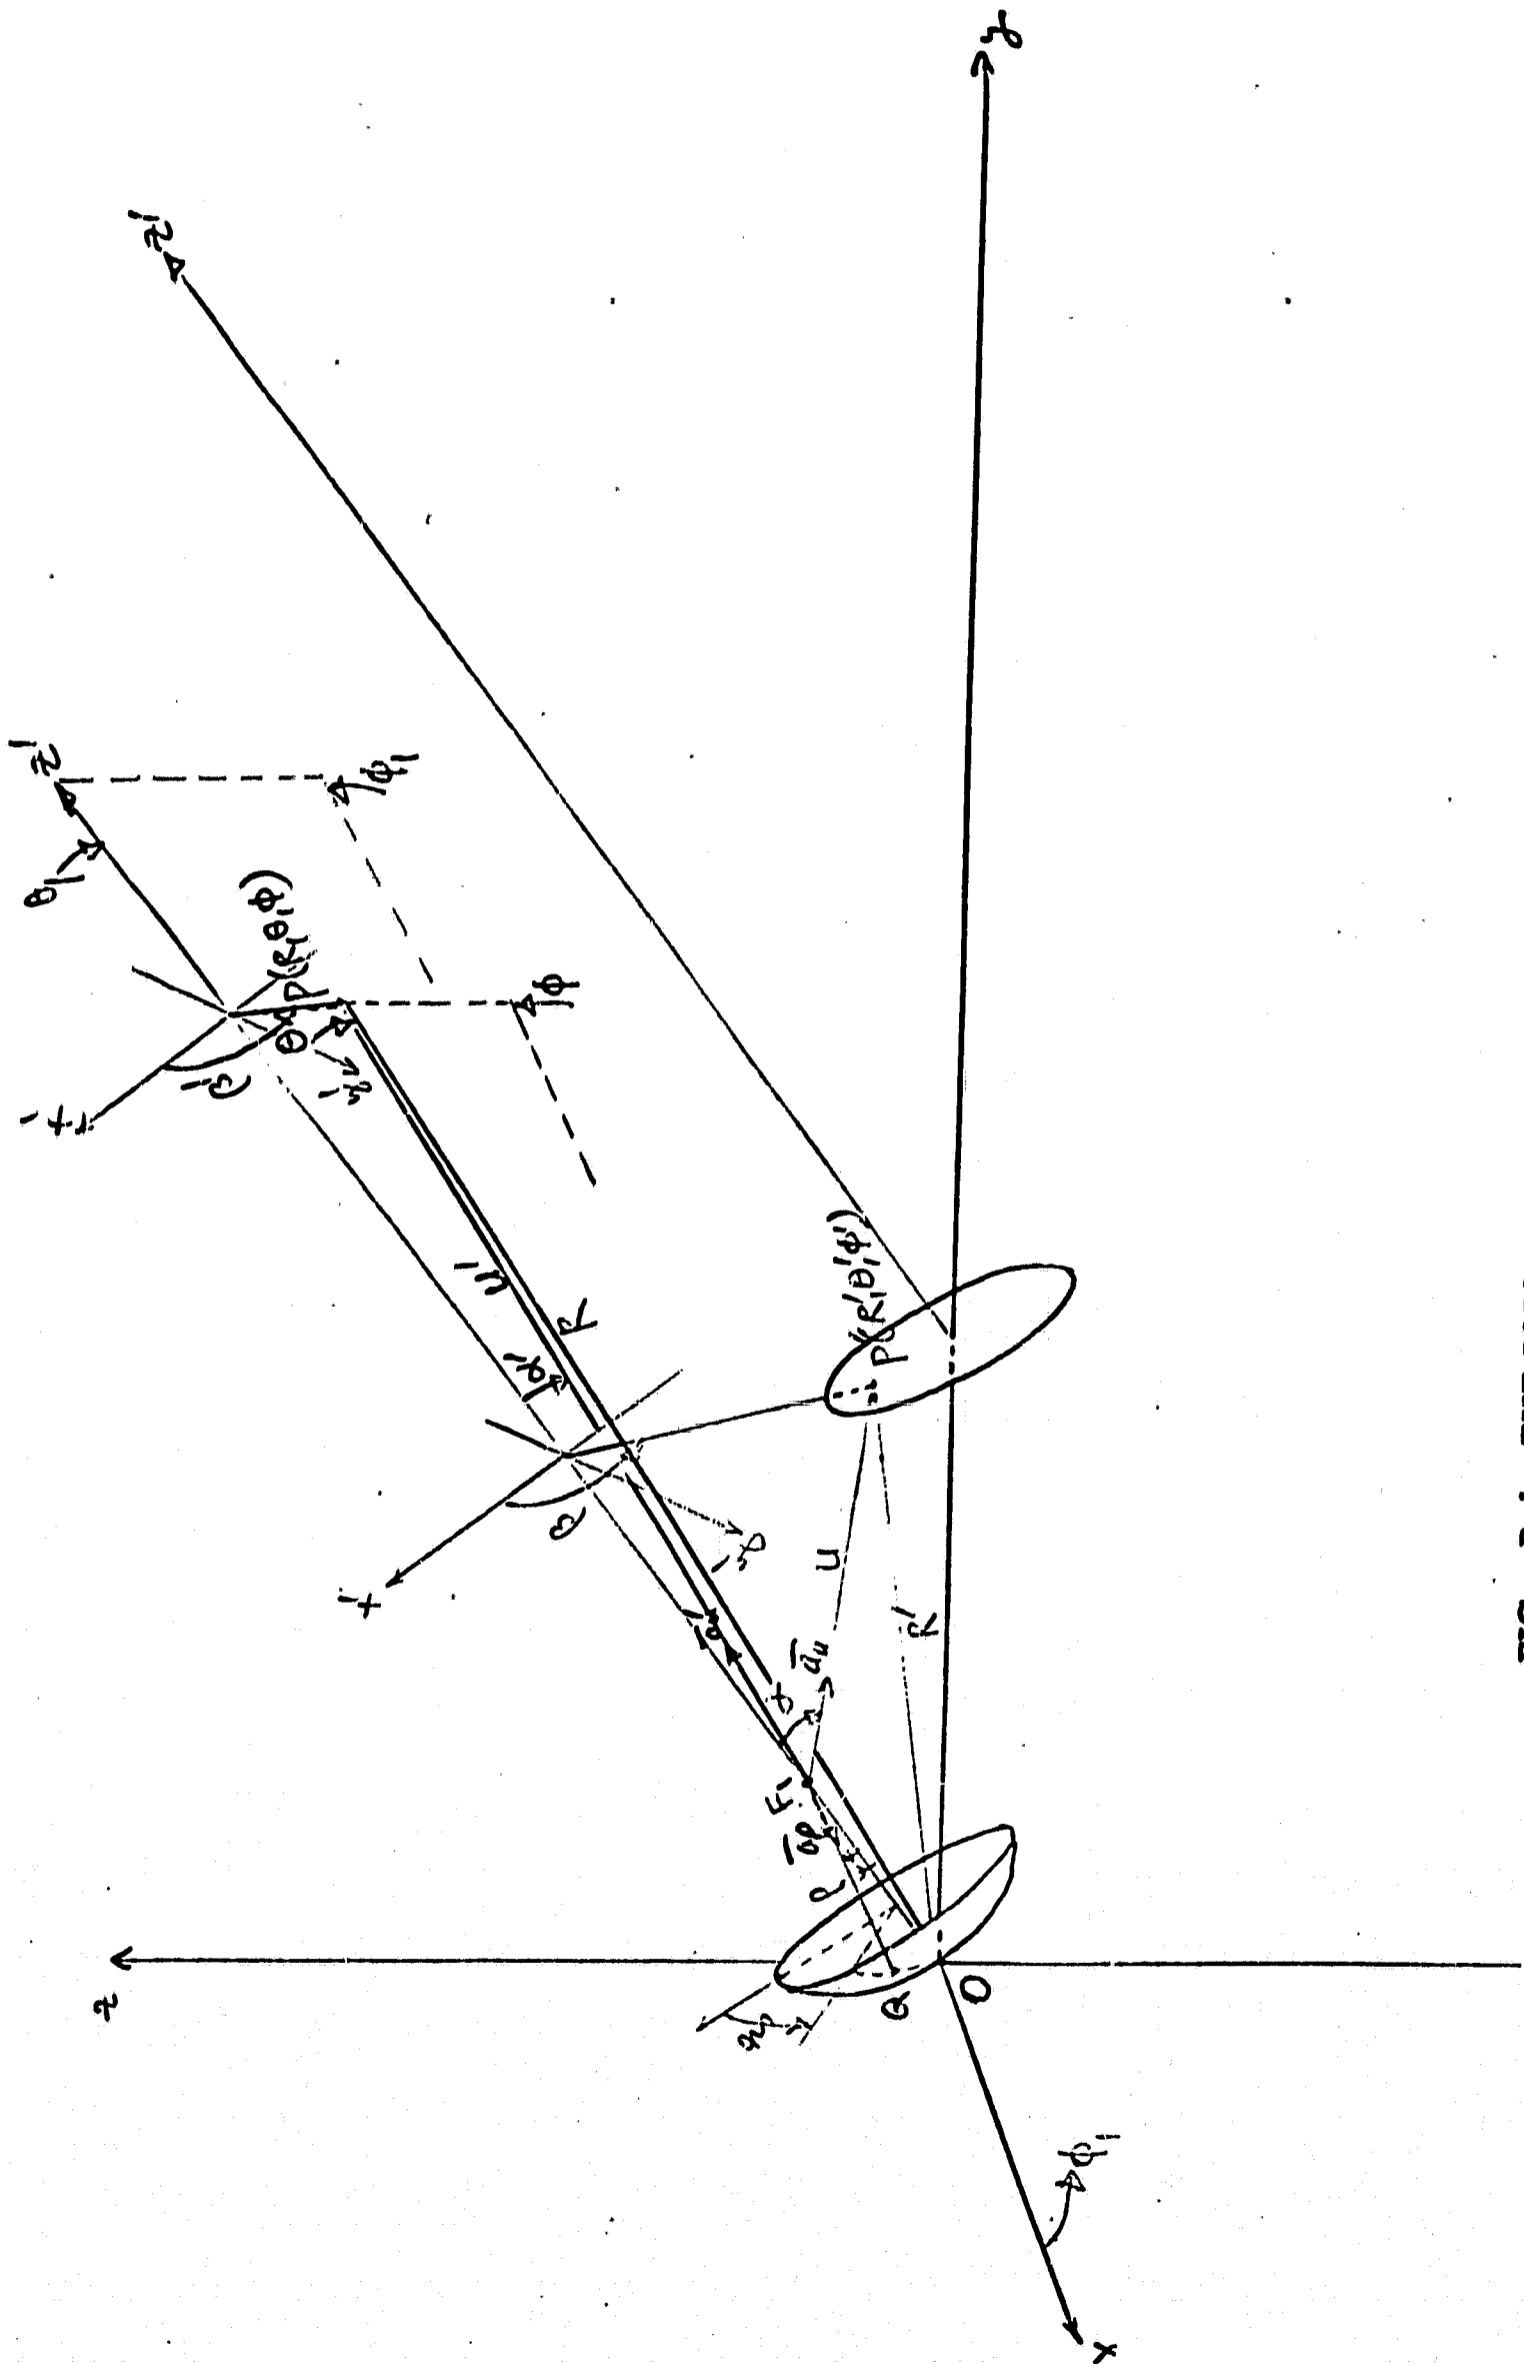 z
z'
z'
θ₁
φ₁
P(R,θ,φ)
θ
φ
x'
β'
y'
u'
R
α'
x'
β
y'
P'(R',θ',φ')
u
R'
a̅ᵤ
F₁
a̅ρ
ρ
Q
O
y
φ₁
x